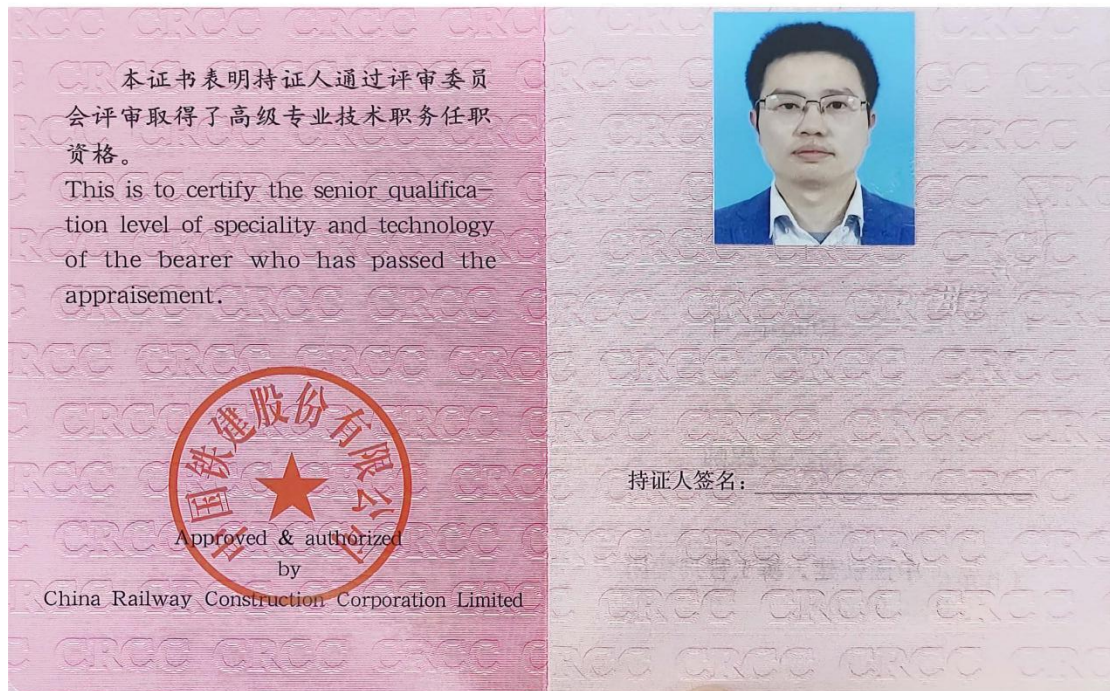 本证书表明持证人通过评审委员
会评审取得了高级专业技术职务任职
资格。
This is to certify the senior qualifica-
tion level of speciality and technology
of the bearer who has passed the
appraisement.
中国铁建股份有限公司
Approved & authorized
by
China Railway Construction Corporation Limited
持证人签名: